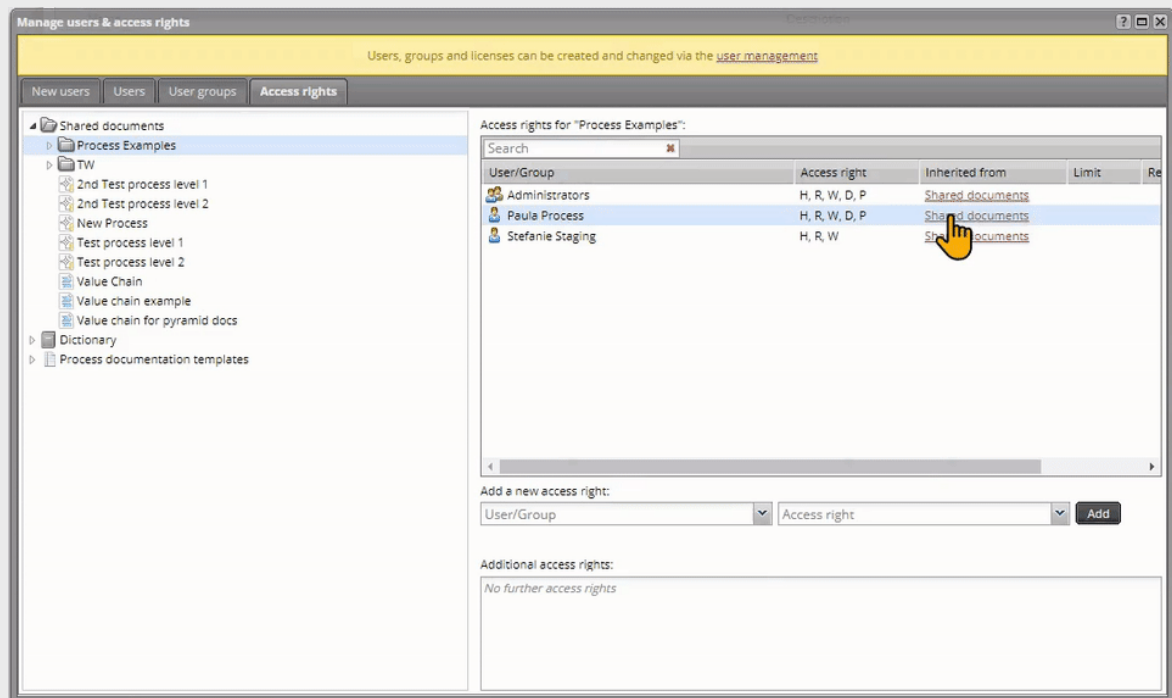 Manage users & access rights
Description
Users, groups and licenses can be created and changed via the user management
New users Users User groups Access rights
Shared documents
Process Examples
TW
2nd Test process level 1
2nd Test process level 2
New Process
Test process level 1
Test process level 2
Value Chain
Value chain example
Value chain for pyramid docs
Dictionary
Process documentation templates
Access rights for "Process Examples":
Search
User/Group Access right Inherited from Limit Re
Administrators H, R, W, D, P Shared documents
Paula Process H, R, W, D, P Shared documents
Stefanie Staging H, R, W Shared documents
Add a new access right:
User/Group Access right Add
Additional access rights:
No further access rights